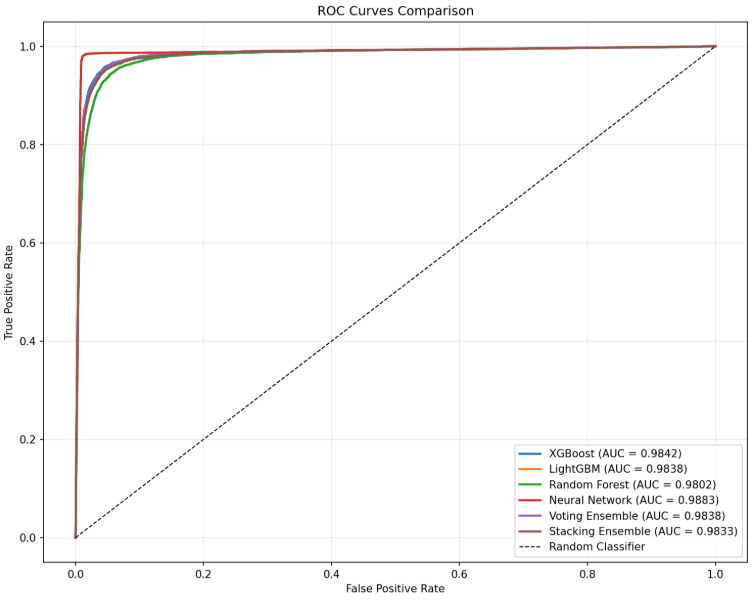 ROC Curves Comparison
True Positive Rate
1.0
0.8
0.6
0.4
0.2
0.0
XGBoost (AUC = 0.9842)
LightGBM (AUC = 0.9838)
Random Forest (AUC = 0.9802)
Neural Network (AUC = 0.9883)
Voting Ensemble (AUC = 0.9838)
Stacking Ensemble (AUC = 0.9833)
Random Classifier
0.0 0.2 0.4 0.6 0.8 1.0
False Positive Rate